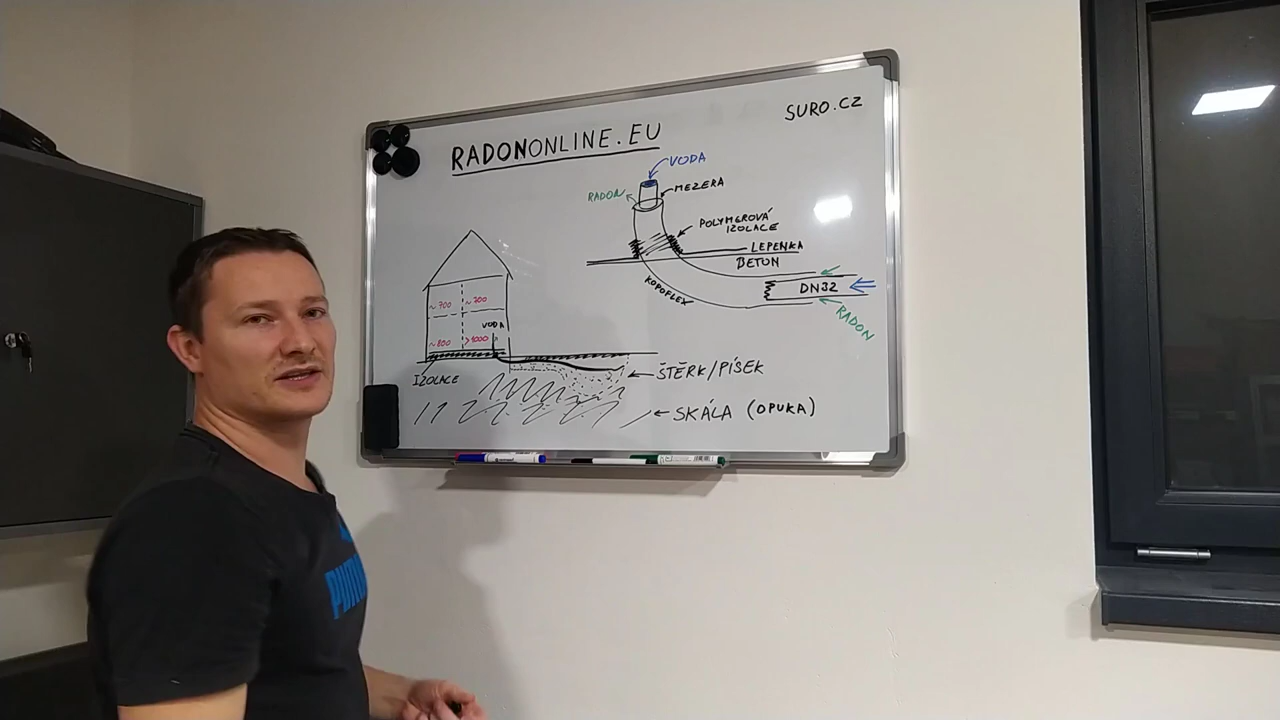 SURO.CZ
RADONONLINE.EU
VODA
RADON
MEZERA
POLYMEROVÁ
IZOLACE
LEPENKA
BETON
KOPOFLEX
DN32
RADON
~700
~300
VODA
~800
>1000
IZOLACE
ŠTĚRK/PÍSEK
SKÁLA (OPUKA)
PUMA